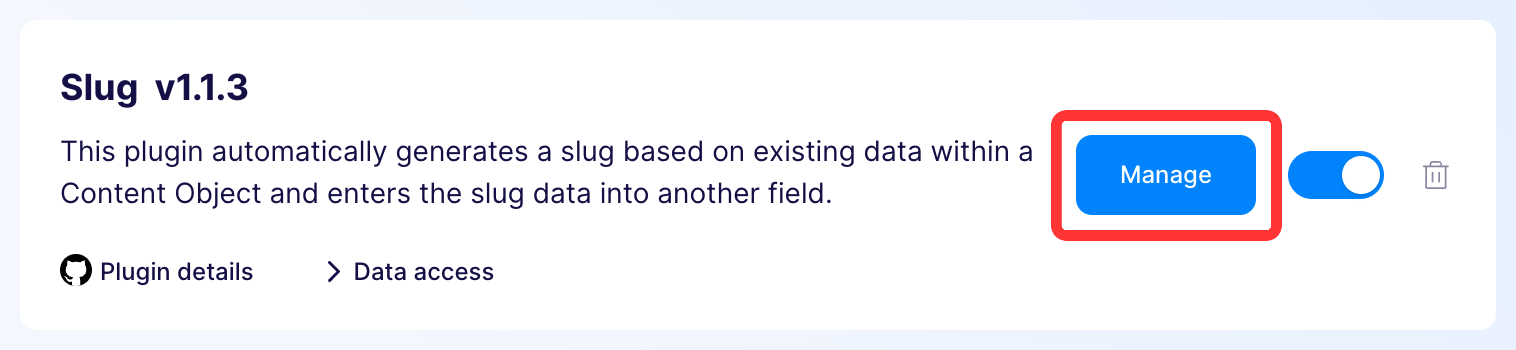 Slug v1.1.3
This plugin automatically generates a slug based on existing data within a
Content Object and enters the slug data into another field.
Manage
Plugin details
Data access